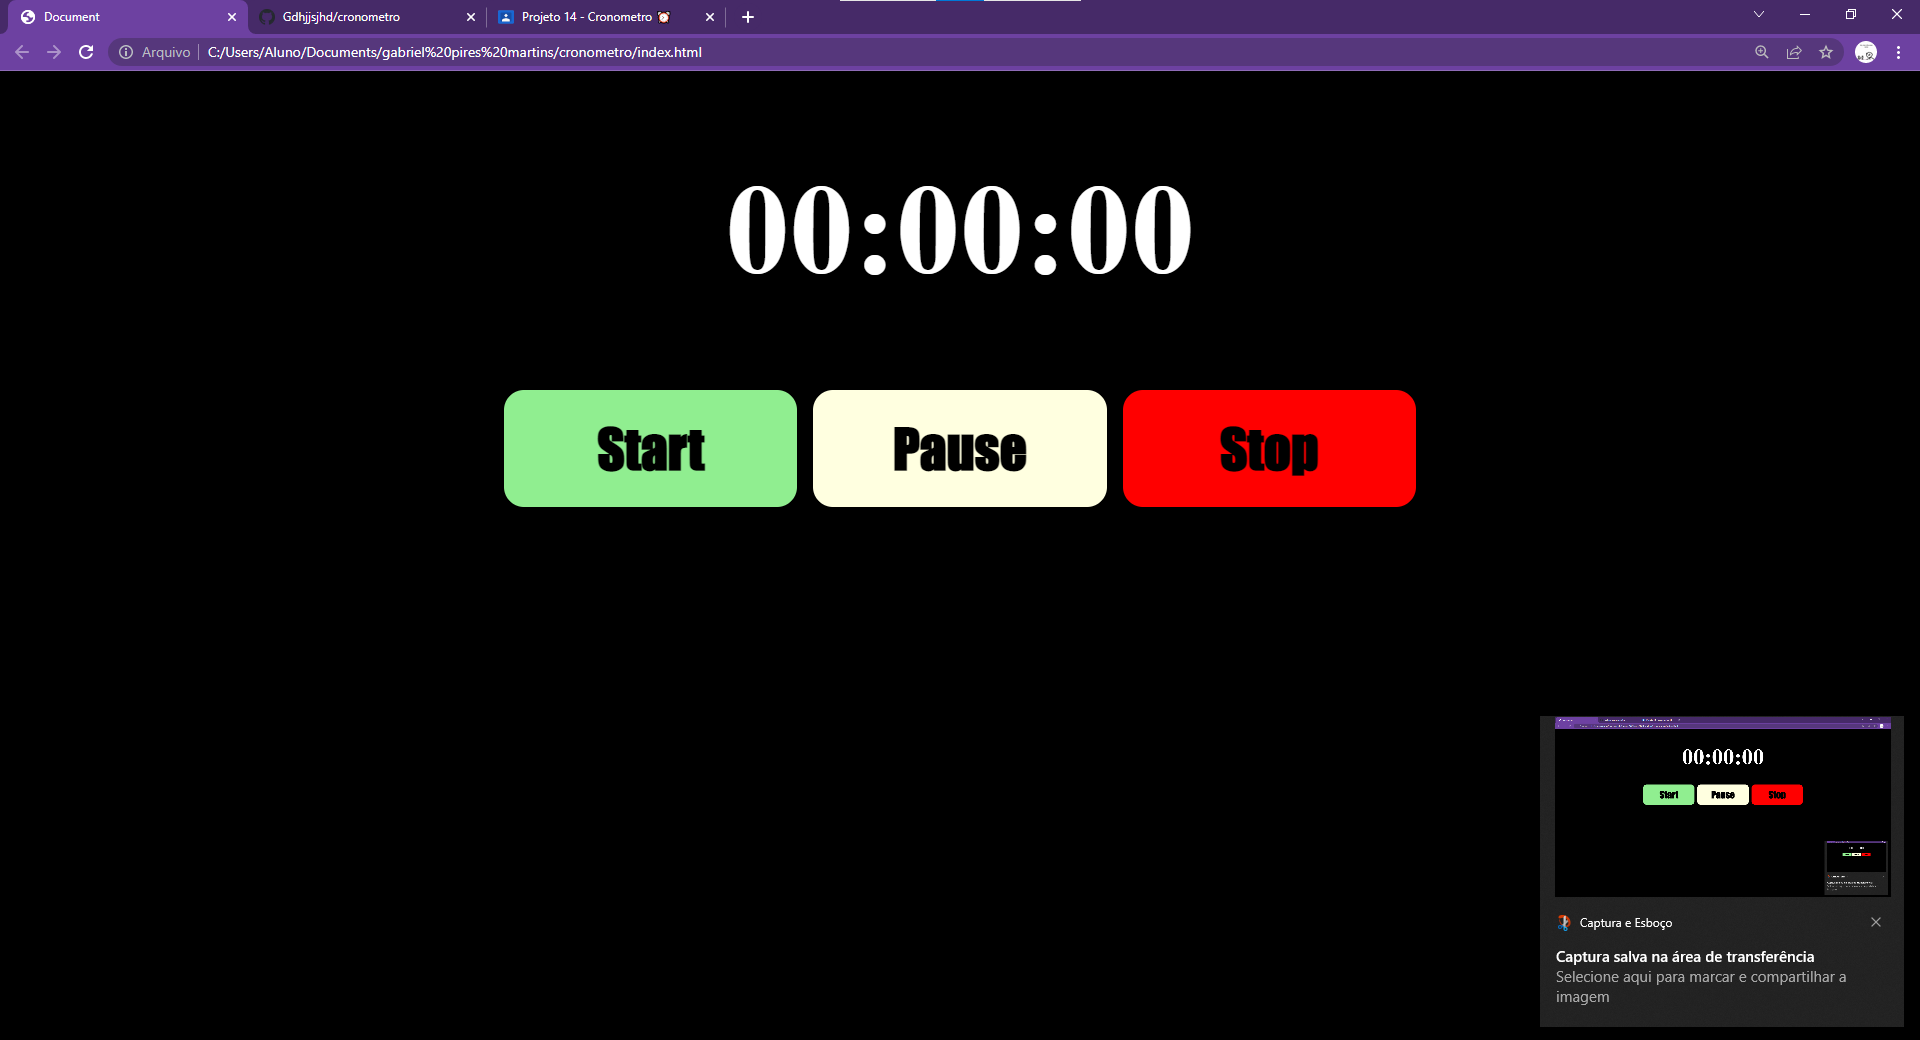 Document
Gdhjjsjhd/cronometro
Projeto 14 - Cronometro
Arquivo
C:/Users/Aluno/Documents/gabriel%20pires%20martins/cronometro/index.html
00:00:00
Start Pause Stop
00:00:00
Start Pause Stop
Captura e Esboço
Captura salva na área de transferência
Selecione aqui para marcar e compartilhar a
imagem